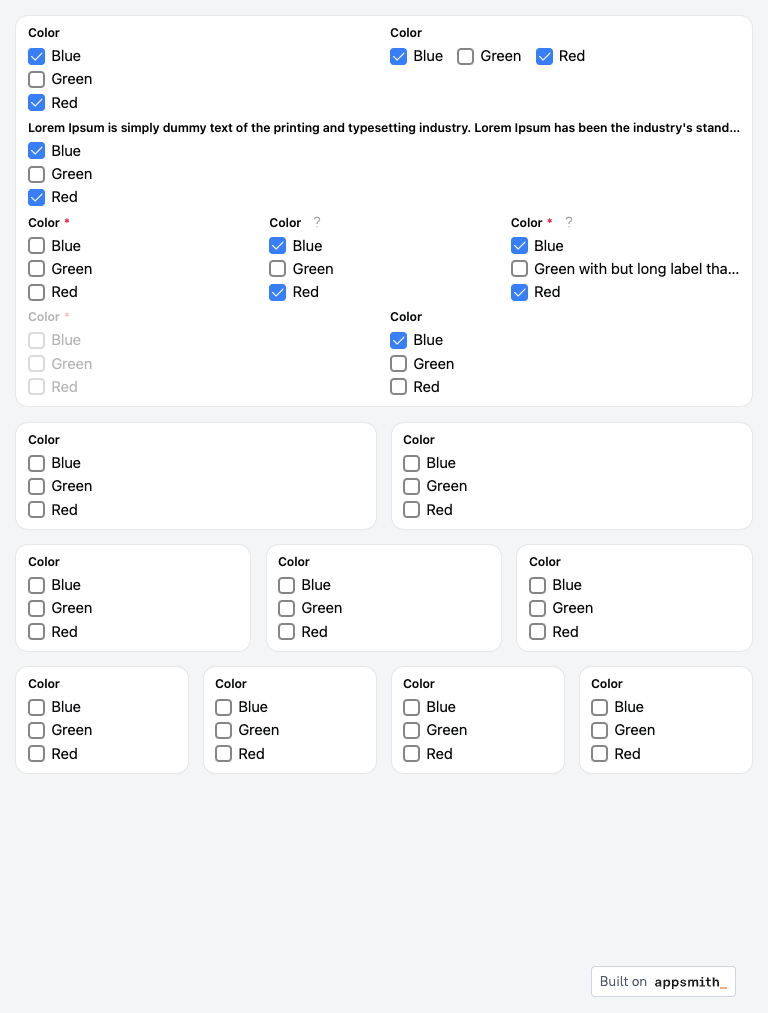 Color
Blue
Green
Red
Color
Blue Green Red
Lorem Ipsum is simply dummy text of the printing and typesetting industry. Lorem Ipsum has been the industry's stand...
Blue
Green
Red
Color *
Blue
Green
Red
Color ?
Blue
Green
Red
Color * ?
Blue
Green with but long label tha...
Red
Color *
Blue
Green
Red
Color
Blue
Green
Red
Color
Blue
Green
Red
Color
Blue
Green
Red
Color
Blue
Green
Red
Color
Blue
Green
Red
Color
Blue
Green
Red
Color
Blue
Green
Red
Color
Blue
Green
Red
Color
Blue
Green
Red
Color
Blue
Green
Red
Built on appsmith_